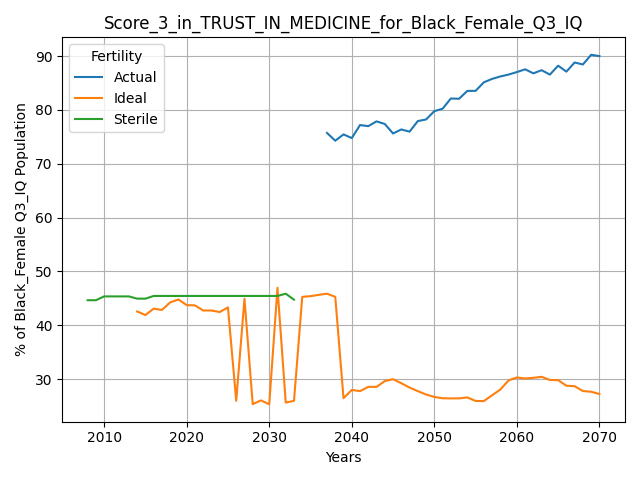 Score_3_in_TRUST_IN_MEDICINE_for_Black_Female_Q3_IQ
Fertility
Actual
Ideal
Sterile
% of Black_Female Q3_IQ Population
90
80
70
60
50
40
30
2010
2020
2030
2040
2050
2060
2070
Years